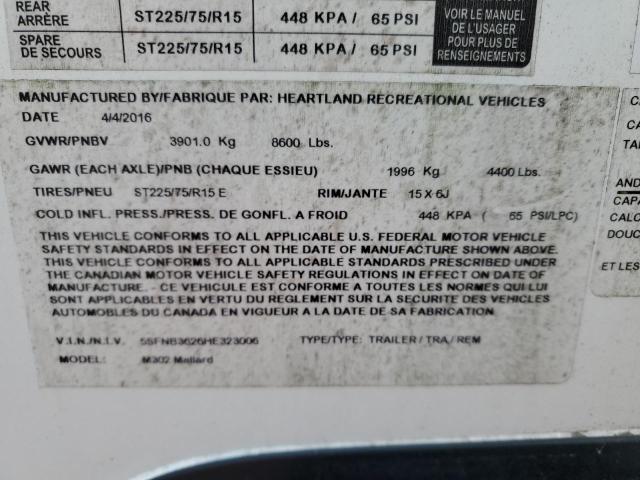 REAR
ARRIÈRE
ST225/75/R15
448 KPA / 65 PSI
SPARE
DE SECOURS
ST225/75/R15
448 KPA / 65 PSI
VOIR LE MANUEL
DE L'USAGER
POUR PLUS DE
RENSEIGNEMENTS
MANUFACTURED BY/FABRIQUE PAR: HEARTLAND RECREATIONAL VEHICLES
DATE 4/4/2016
GVWR/PNBV 3901.0 Kg 8600 Lbs.
GAWR (EACH AXLE)/PNB (CHAQUE ESSIEU) 1996 Kg 4400 Lbs.
TIRES/PNEU ST225/75/R15 E RIM/JANTE 15 X 6J
COLD INFL. PRESS./PRESS. DE GONFL. A FROID 448 KPA ( 65 PSI/LPC)
THIS VEHICLE CONFORMS TO ALL APPLICABLE U.S. FEDERAL MOTOR VEHICLE
SAFETY STANDARDS IN EFFECT ON THE DATE OF MANUFACTURE SHOWN ABOVE.
THIS VEHICLE CONFORMS TO ALL APPLICABLE STANDARDS PRESCRIBED UNDER
THE CANADIAN MOTOR VEHICLE SAFETY REGULATIONS IN EFFECT ON DATE OF
MANUFACTURE. - CE VEHICULE EST CONFORME A TOUTES LES NORMES QUI LUI
SONT APPLICABLES EN VERTU DU REGLEMENT SUR LA SECURITE DES VEHICLES
AUTOMOBILES DU CANADA EN VIGUEUR A LA DATE DE SA FABRICATION
V.I.N./N.I.V. 5SFNB3626HE323006 TYPE/TYPE: TRAILER / TRA / REM
MODEL: M302 Mallard
CA
TAR
AND
CAPA
CALC
DOUC
ET LES